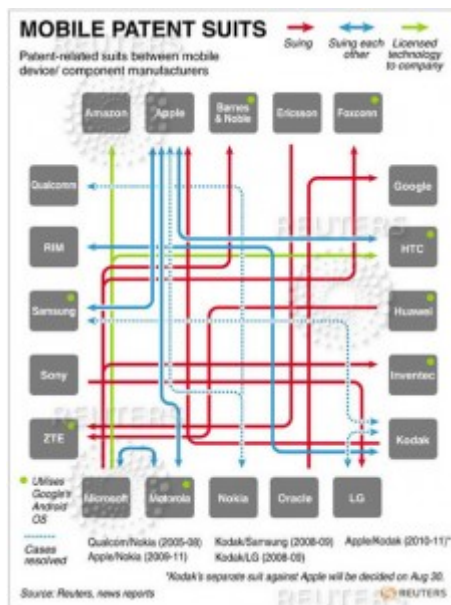 MOBILE PATENT SUITS
Patent-related suits between mobile
device/ component manufacturers
Suing
Suing each
other
Licensed
technology
to company
Amazon
Apple
Barnes
& Noble
Ericsson
Foxconn
Qualcomm
Google
REUTERS
RIM
HTC
Samsung
Huawei
Sony
Inventec
REUTERS
ZTE
Kodak
Utilises
Google's
Android
OS
Microsoft
Motorola
Nokia
Oracle
LG
Cases
resolved
Qualcom/Nokia (2005-08)
Kodak/Samsung (2008-09)
Apple/Kodak (2010-11)*
Apple/Nokia (2009-11)
Kodak/LG (2008-09)
*Kodak's separate suit against Apple will be decided on Aug 30.
Source: Reuters, news reports
REUTERS